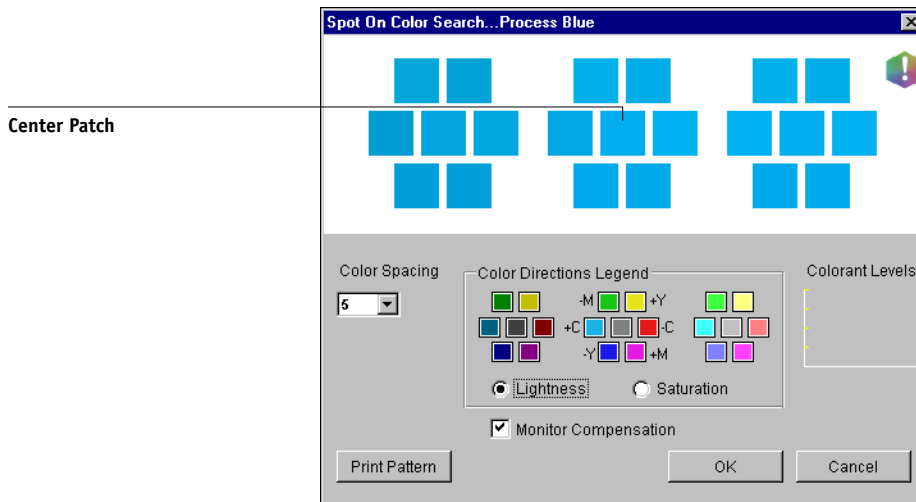 Spot On Color Search...Process Blue
Center Patch
Color Spacing
5
Color Directions Legend
-M +Y
+C -C
-Y +M
Lightness
Saturation
Colorant Levels
Monitor Compensation
Print Pattern
OK
Cancel